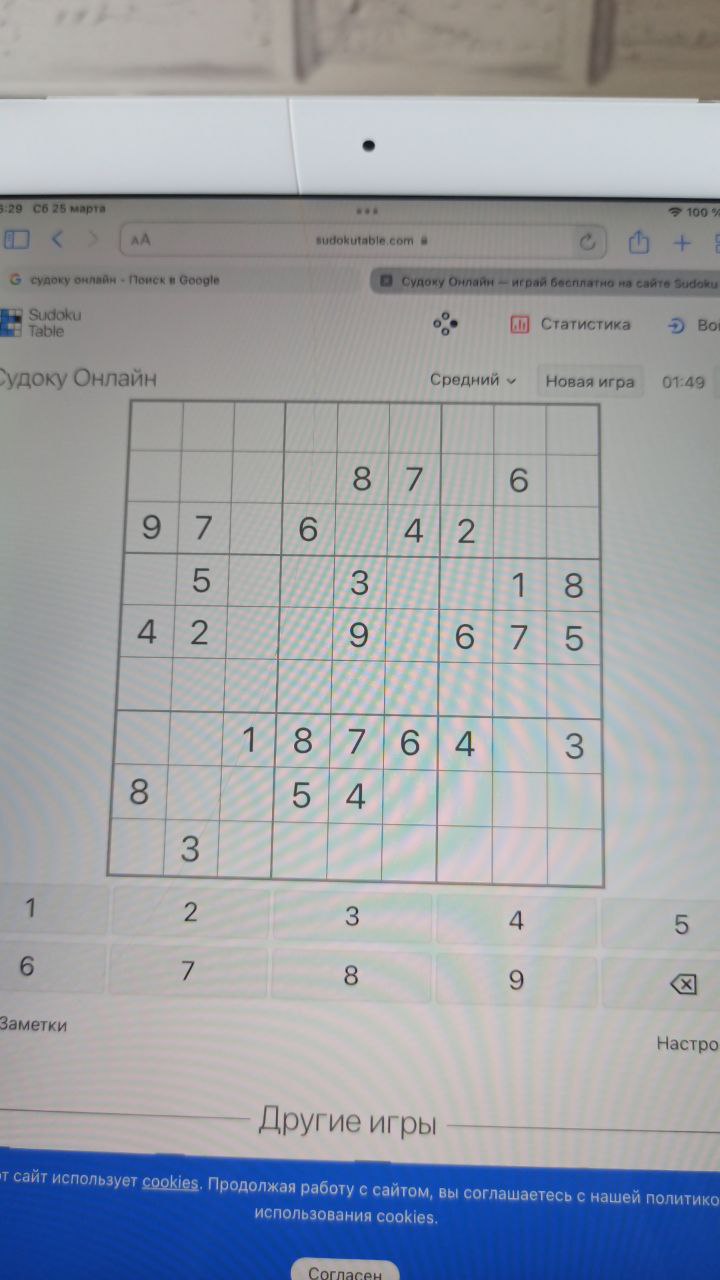 :29 Сб 25 марта
100 %
AA sudokutable.com
G судоку онлайн - Поиск в Google
Судоку Онлайн — играй бесплатно на сайте Sudoku
Sudoku
Table
Статистика
Вой
Судоку Онлайн
Средний
Новая игра
01:49
8 7 6
9 7 6 4 2
5 3 1 8
4 2 9 6 7 5
1 8 7 6 4 3
8 5 4
3
1 2 3 4 5
6 7 8 9
Заметки
Настро
Другие игры
от сайт использует cookies. Продолжая работу с сайтом, вы соглашаетесь с нашей политико
использования cookies.
Согласен